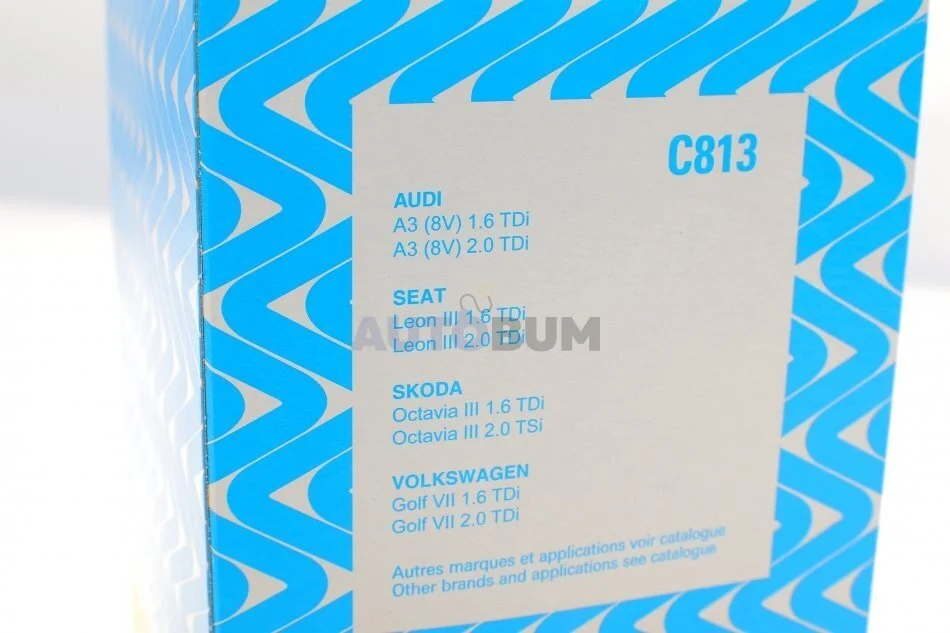 C813
AUDI
A3 (8V) 1.6 TDi
A3 (8V) 2.0 TDi
SEAT
Leon III 1.6 TDi
AUTOBUM
Leon III 2.0 TDi
SKODA
Octavia III 1.6 TDi
Octavia III 2.0 TSi
VOLKSWAGEN
Golf VII 1.6 TDi
Golf VII 2.0 TDi
Autres marques et applications voir catalogue
Other brands and applications see catalogue